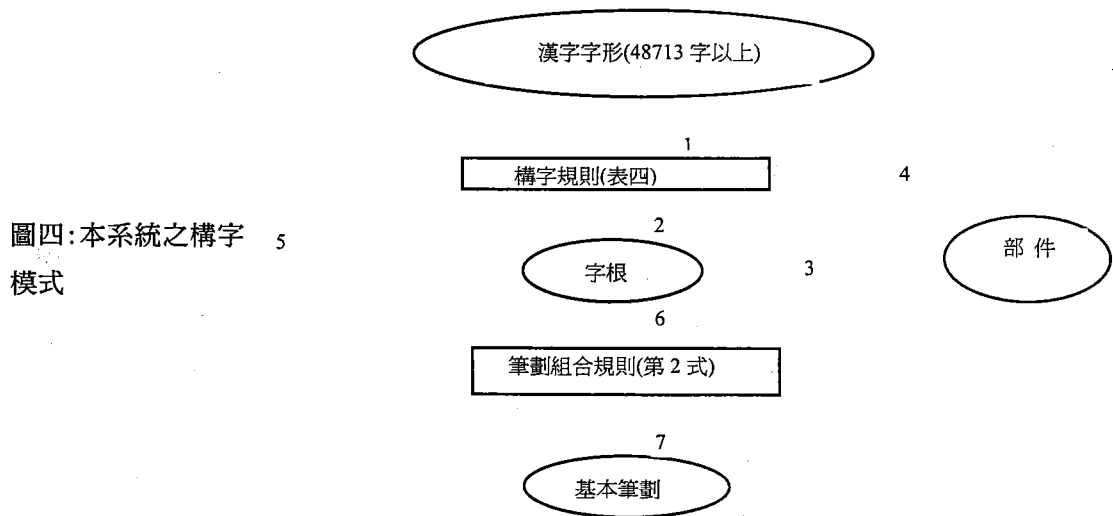 漢字字形(48713 字以上)
1
構字規則(表四)
4
圖四:本系統之構字
模式
5
2
字根
3
部 件
6
筆劃組合規則(第 2 式)
7
基本筆劃